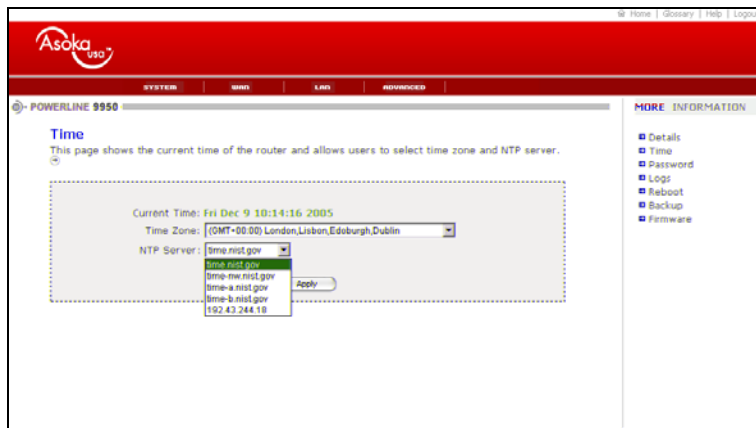 Home | Glossary | Help | Logou
Asoka
USA
SYSTEM | WAN | LAN | ADVANCED |
POWERLINE 9950
MORE INFORMATION
Time
This page shows the current time of the router and allows users to select time zone and NTP server.
Current Time: Fri Dec 9 10:14:16 2005
Time Zone: (GMT+00:00) London,Lisbon,Edoburgh,Dublin
NTP Server: time.nist.gov
time.nist.gov
time-nw.nist.gov
time-a.nist.gov
time-b.nist.gov
192.43.244.18
Apply
Details
Time
Password
Logs
Reboot
Backup
Firmware